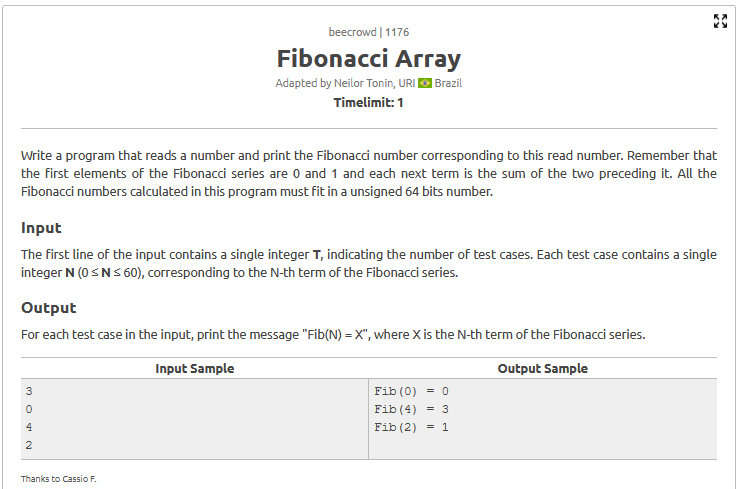 beecrowd | 1176
Fibonacci Array
Adapted by Neilor Tonin, URI Brazil
Timelimit: 1
Write a program that reads a number and print the Fibonacci number corresponding to this read number. Remember that
the first elements of the Fibonacci series are 0 and 1 and each next term is the sum of the two preceding it. All the
Fibonacci numbers calculated in this program must fit in a unsigned 64 bits number.
Input
The first line of the input contains a single integer T, indicating the number of test cases. Each test case contains a single
integer N (0 ≤ N ≤ 60), corresponding to the N-th term of the Fibonacci series.
Output
For each test case in the input, print the message "Fib(N) = X", where X is the N-th term of the Fibonacci series.
Input Sample Output Sample
3 Fib(0) = 0
0 Fib(4) = 3
4 Fib(2) = 1
2
Thanks to Cassio F.